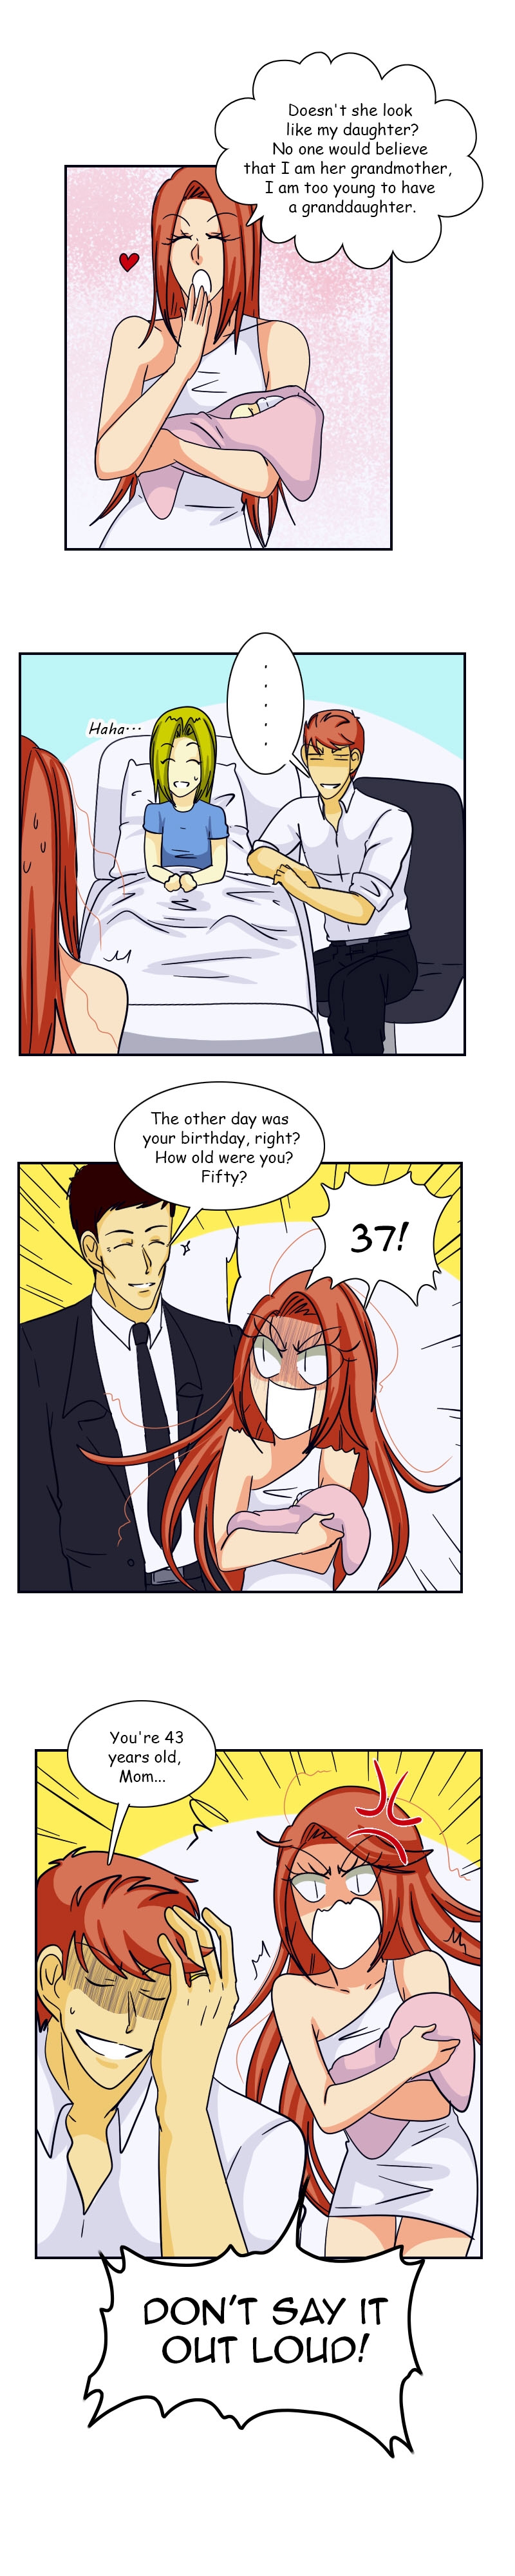 Doesn't she look
like my daughter?
No one would believe
that I am her grandmother,
I am too young to have
a granddaughter.
.....
Haha...
The other day was
your birthday, right?
How old were you?
Fifty?
37!
You're 43
years old,
Mom...
DON'T SAY IT
OUT LOUD!